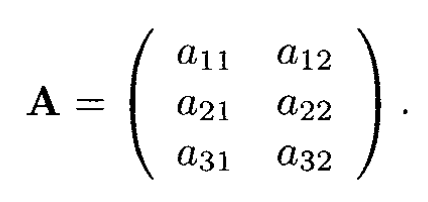 a₁₁ a₁₂
A = ( a₂₁ a₂₂ ) .
a₃₁ a₃₂